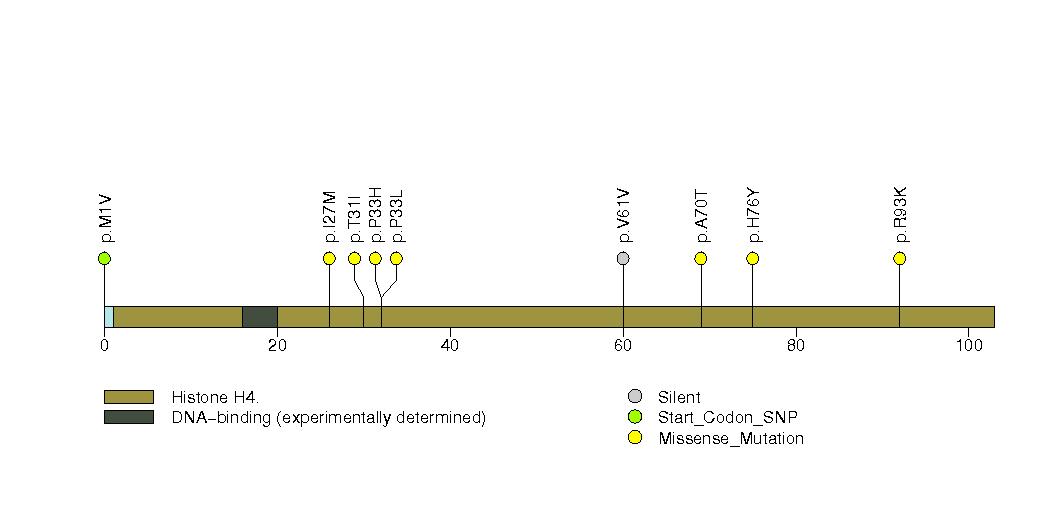 p.M1V
p.I27M
p.T31I
p.P33H
p.P33L
p.V61V
p.A70T
p.H76Y
p.R93K
0 20 40 60 80 100
Histone H4.
DNA−binding (experimentally determined)
Silent
Start_Codon_SNP
Missense_Mutation